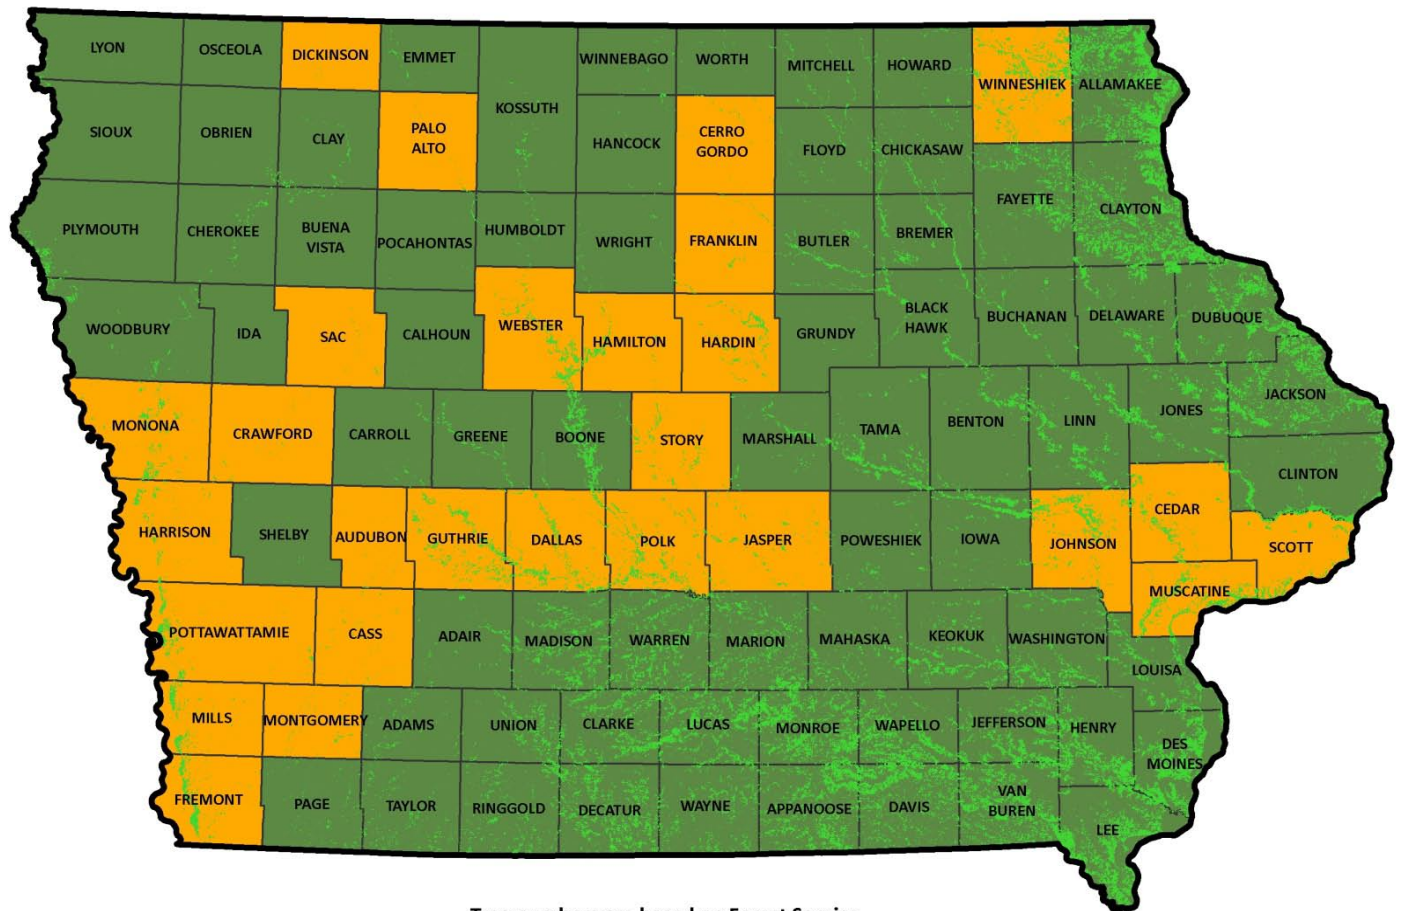 LYON
OSCEOLA
DICKINSON
EMMET
KOSSUTH
WINNEBAGO
WORTH
MITCHELL
HOWARD
WINNESHIEK
ALLAMAKEE
SIOUX
OBRIEN
CLAY
PALO
ALTO
HANCOCK
CERRO
GORDO
FLOYD
CHICKASAW
FAYETTE
CLAYTON
PLYMOUTH
CHEROKEE
BUENA
VISTA
POCAHONTAS
HUMBOLDT
WRIGHT
FRANKLIN
BUTLER
BREMER
WOODBURY
IDA
SAC
CALHOUN
WEBSTER
HAMILTON
HARDIN
GRUNDY
BLACK
HAWK
BUCHANAN
DELAWARE
DUBUQUE
MONONA
CRAWFORD
CARROLL
GREENE
BOONE
STORY
MARSHALL
TAMA
BENTON
LINN
JONES
JACKSON
CLINTON
HARRISON
SHELBY
AUDUBON
GUTHRIE
DALLAS
POLK
JASPER
POWESHIEK
IOWA
JOHNSON
CEDAR
SCOTT
MUSCATINE
POTTAWATTAMIE
CASS
ADAIR
MADISON
WARREN
MARION
MAHASKA
KEOKUK
WASHINGTON
LOUISA
MILLS
MONTGOMERY
ADAMS
UNION
CLARKE
LUCAS
MONROE
WAPELLO
JEFFERSON
HENRY
DES
MOINES
FREMONT
PAGE
TAYLOR
RINGGOLD
DECATUR
WAYNE
APPANOOSE
DAVIS
VAN
BUREN
LEE